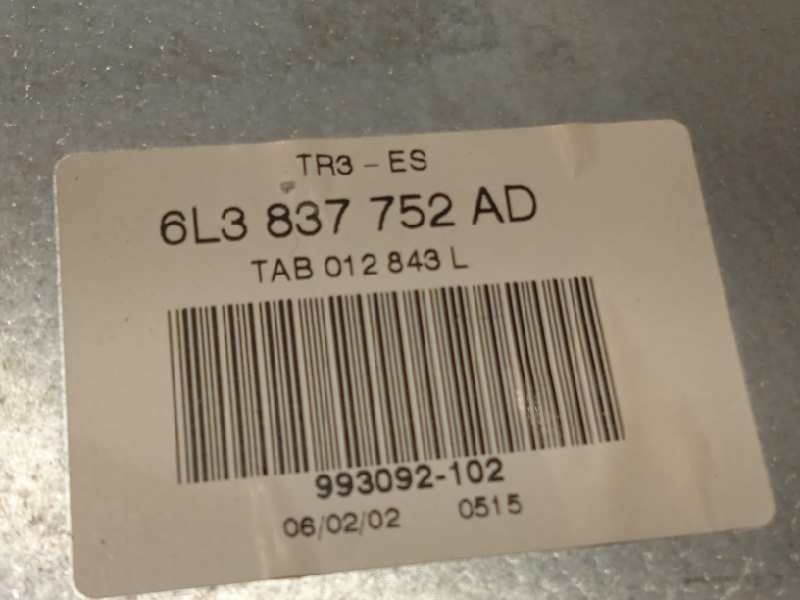 TR3 - ES
6L3 837 752 AD
TAB 012 843 L
993092-102
06/02/02 0515